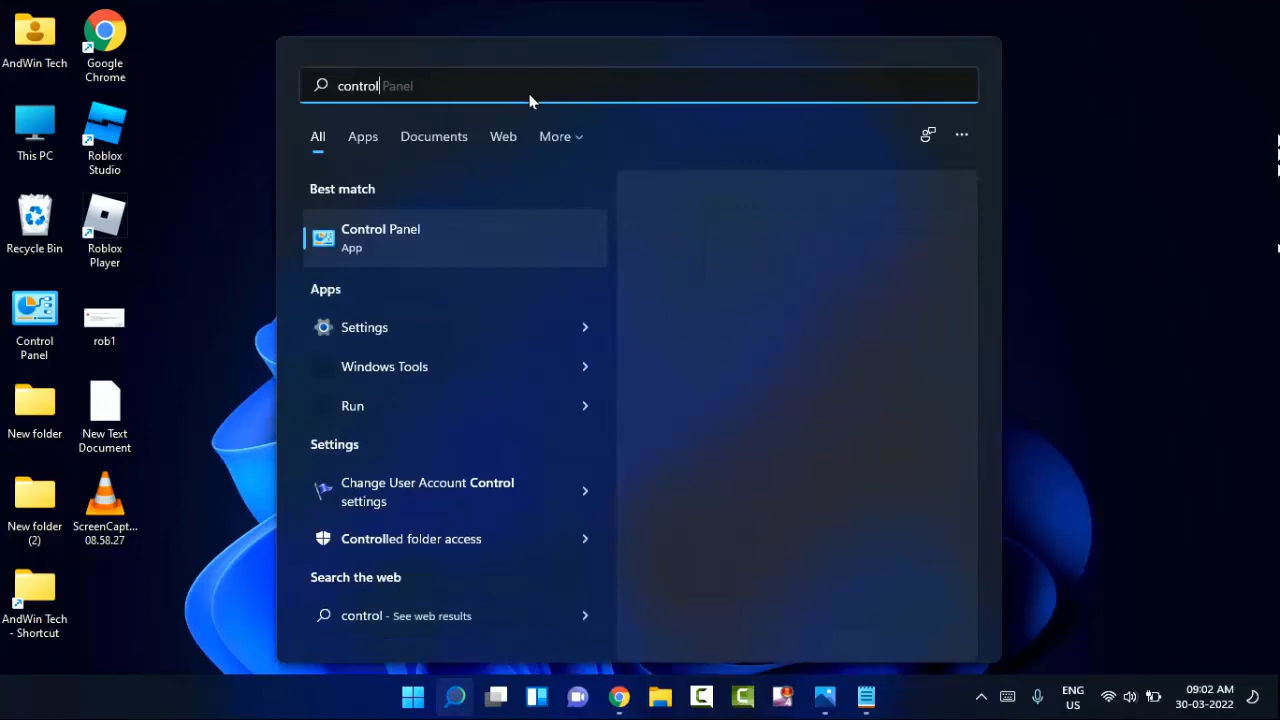 AndWin Tech
Google
Chrome
This PC
Roblox
Studio
Recycle Bin
Roblox
Player
Control
Panel
rob1
New folder
New Text
Document
New folder
(2)
ScreenCapt...
08.58.27
AndWin Tech
- Shortcut
control Panel
All Apps Documents Web More
Best match
Control Panel
App
Apps
Settings
Windows Tools
Run
Settings
Change User Account Control
settings
Controlled folder access
Search the web
control - See web results
ENG
US
09:02 AM
30-03-2022